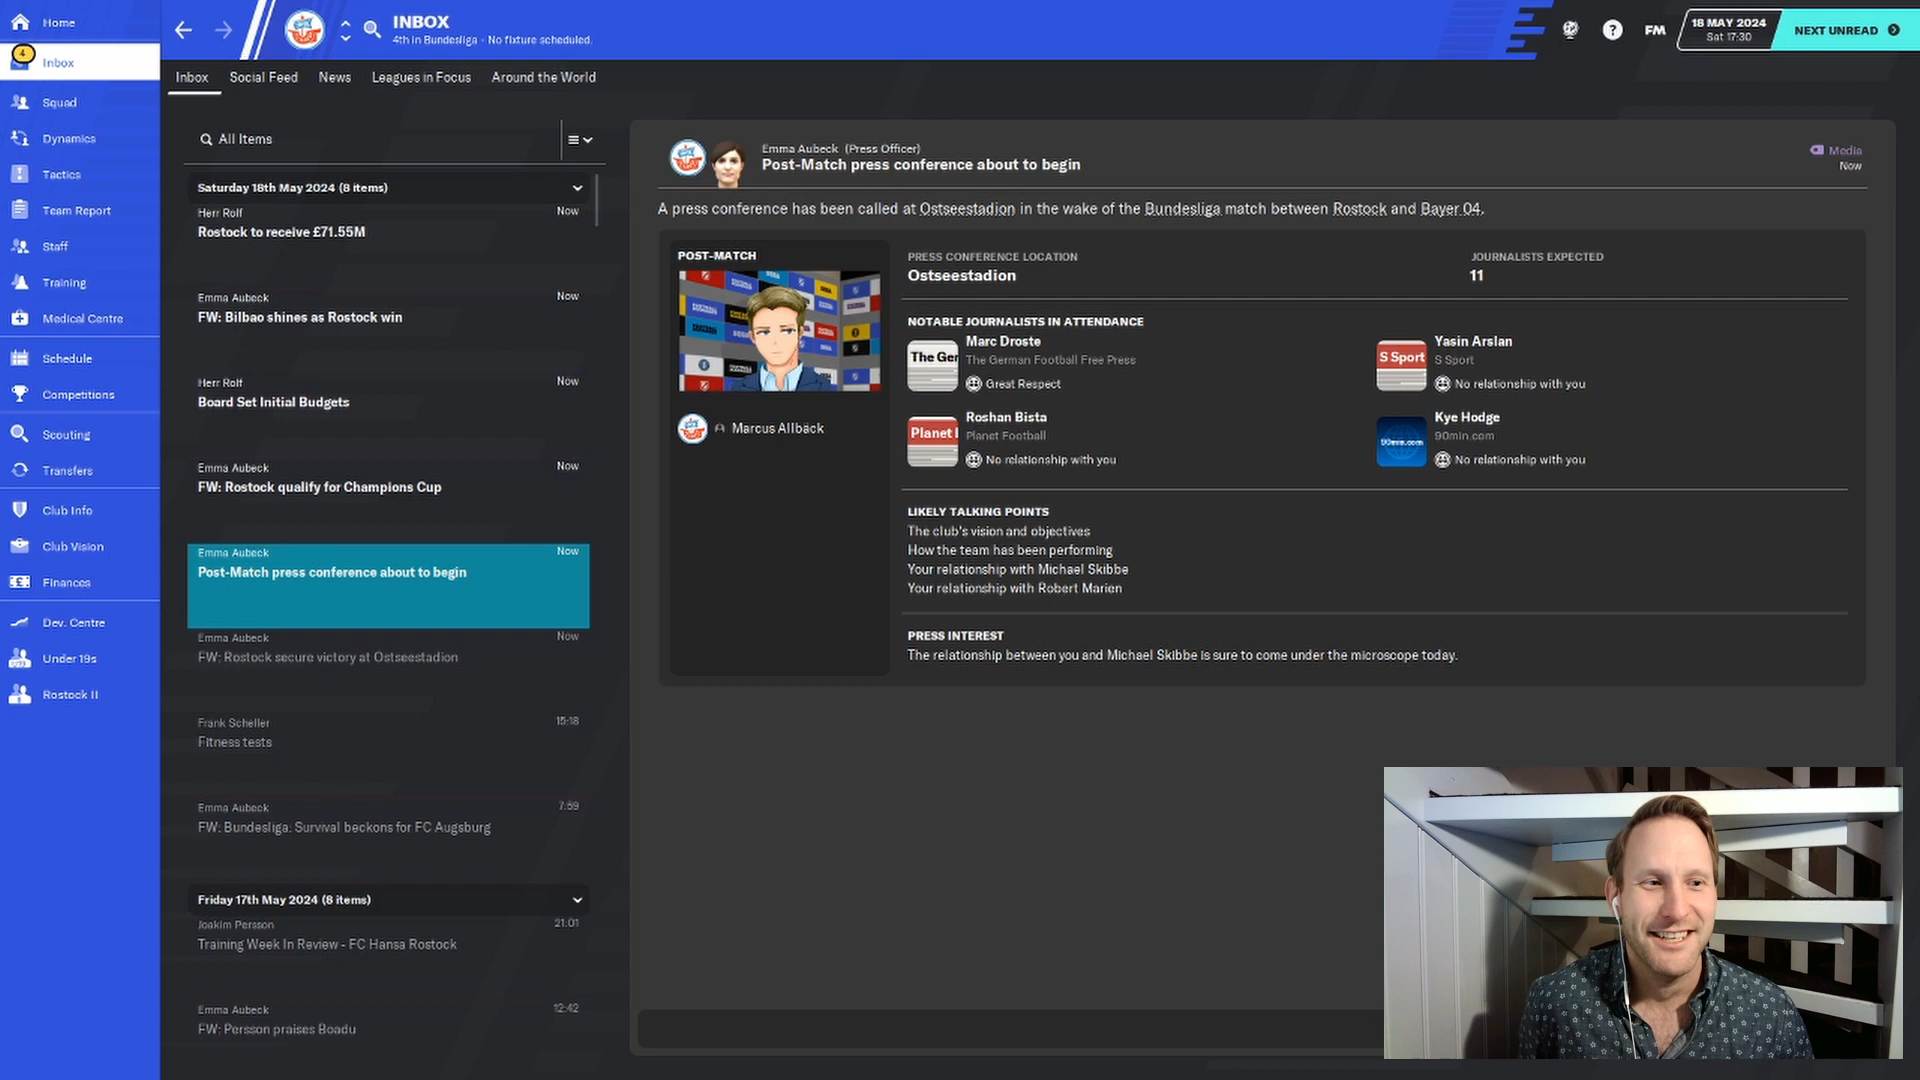 Home
4
Inbox
Squad
Dynamics
Tactics
Team Report
Staff
Training
Medical Centre
Schedule
Competitions
Scouting
Transfers
Club Info
Club Vision
Finances
Dev. Centre
Under 19s
Rostock II
INBOX
4th in Bundesliga - No fixture scheduled.
?
FM
18 MAY 2024
Sat 17:30
NEXT UNREAD
Inbox
Social Feed
News
Leagues in Focus
Around the World
All Items
Saturday 18th May 2024 (8 items)
Herr Rolf
Now
Rostock to receive £71.55M
Emma Aubeck
Now
FW: Bilbao shines as Rostock win
Herr Rolf
Now
Board Set Initial Budgets
Emma Aubeck
Now
FW: Rostock qualify for Champions Cup
Emma Aubeck
Now
Post-Match press conference about to begin
Emma Aubeck
Now
FW: Rostock secure victory at Ostseestadion
Frank Scheller
15:18
Fitness tests
Emma Aubeck
7:59
FW: Bundesliga: Survival beckons for FC Augsburg
Friday 17th May 2024 (8 items)
Joakim Persson
21:01
Training Week In Review - FC Hansa Rostock
Emma Aubeck
12:42
FW: Persson praises Boadu
Emma Aubeck (Press Officer)
Post-Match press conference about to begin
Media
Now
A press conference has been called at Ostseestadion in the wake of the Bundesliga match between Rostock and Bayer 04.
POST-MATCH
Marcus Allbäck
PRESS CONFERENCE LOCATION
Ostseestadion
JOURNALISTS EXPECTED
11
NOTABLE JOURNALISTS IN ATTENDANCE
The Ger
Marc Droste
The German Football Free Press
Great Respect
S Sport
Yasin Arslan
S Sport
No relationship with you
Planet
Roshan Bista
Planet Football
No relationship with you
90min.com
Kye Hodge
90min.com
No relationship with you
LIKELY TALKING POINTS
The club's vision and objectives
How the team has been performing
Your relationship with Michael Skibbe
Your relationship with Robert Marien
PRESS INTEREST
The relationship between you and Michael Skibbe is sure to come under the microscope today.